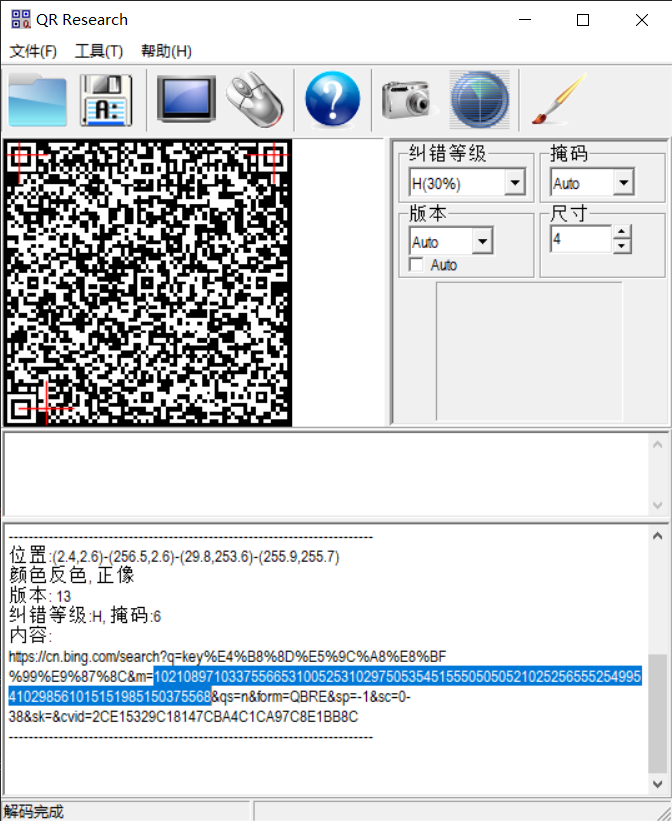 QR Research
文件(F) 工具(T) 帮助(H)
A:
?
纠错等级 掩码
H(30%) Auto
版本 尺寸
Auto 4
Auto
--------------------------------------------------------------------------------
位置:(2.4,2.6)-(256.5,2.6)-(29.8,253.6)-(255.9,255.7)
颜色反色, 正像
版本: 13
纠错等级:H, 掩码:6
内容:
https://cn.bing.com/search?q=key%E4%B8%8D%E5%9C%A8%E8%BF
%99%E9%87%8C&m=10210897103375566531005253102975053545155505050521025256555254995
410298561015151985150375568&qs=n&form=QBRE&sp=-1&sc=0-
38&sk=&cvid=2CE15329C18147CBA4C1CA97C8E1BB8C
--------------------------------------------------------------------------------
解码完成